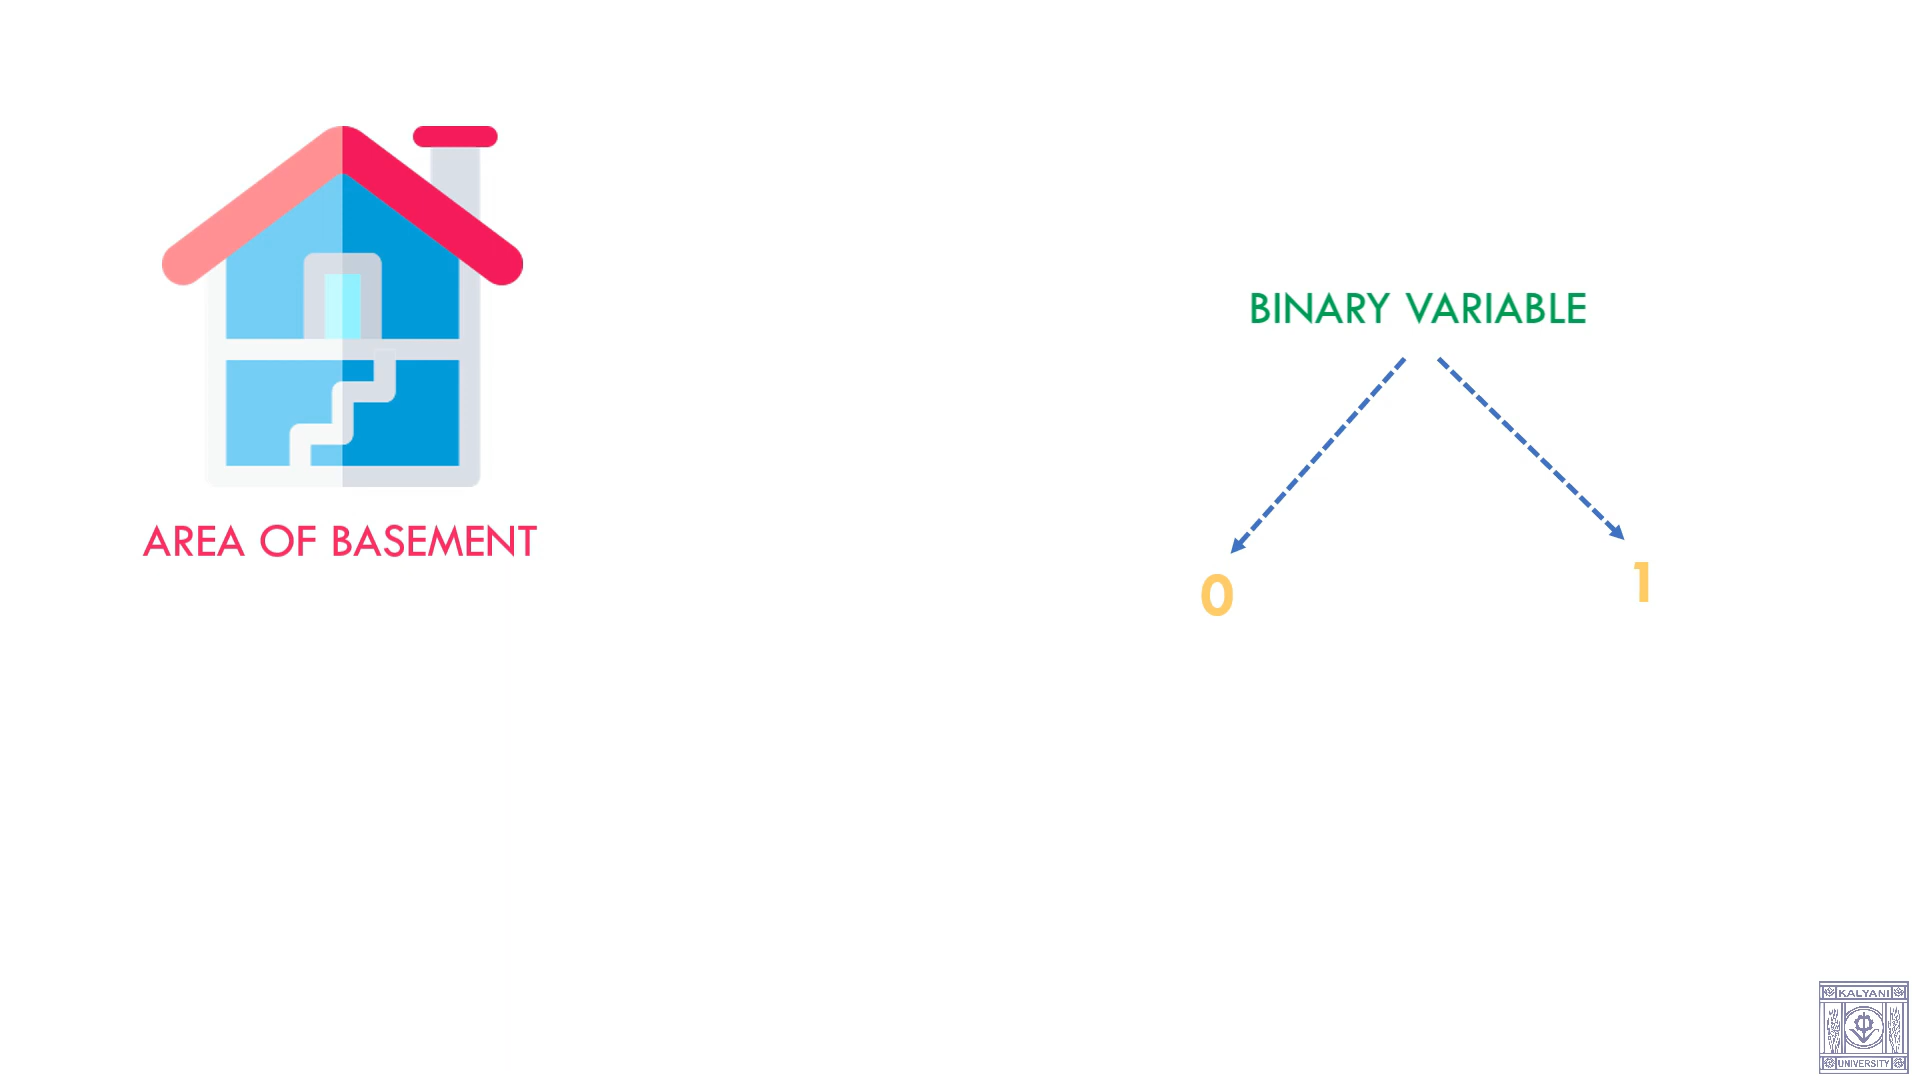 BINARY VARIABLE
AREA OF BASEMENT
0
1
KALYANI
UNIVERSITY